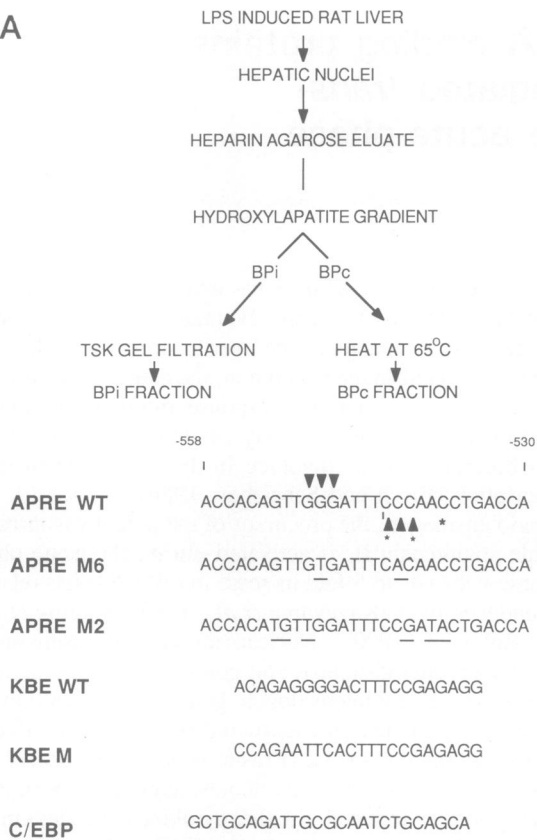 A
LPS INDUCED RAT LIVER
HEPATIC NUCLEI
HEPARIN AGAROSE ELUATE
HYDROXYLAPATITE GRADIENT
BPi BPc
TSK GEL FILTRATION HEAT AT 65°C
BPi FRACTION BPc FRACTION
-558 -530
APRE WT ACCACAGTTGGGATTTCCCAACCTGACCA
* * *
APRE M6 ACCACAGTTGTGATTTCACAACCTGACCA
APRE M2 ACCACATGTTGGATTTCCGATACTGACCA
KBE WT ACAGAGGGGACTTTCCGAGAGG
KBE M CCAGAATTCACTTTCCGAGAGG
C/EBP GCTGCAGATTGCGCAATCTGCAGCA